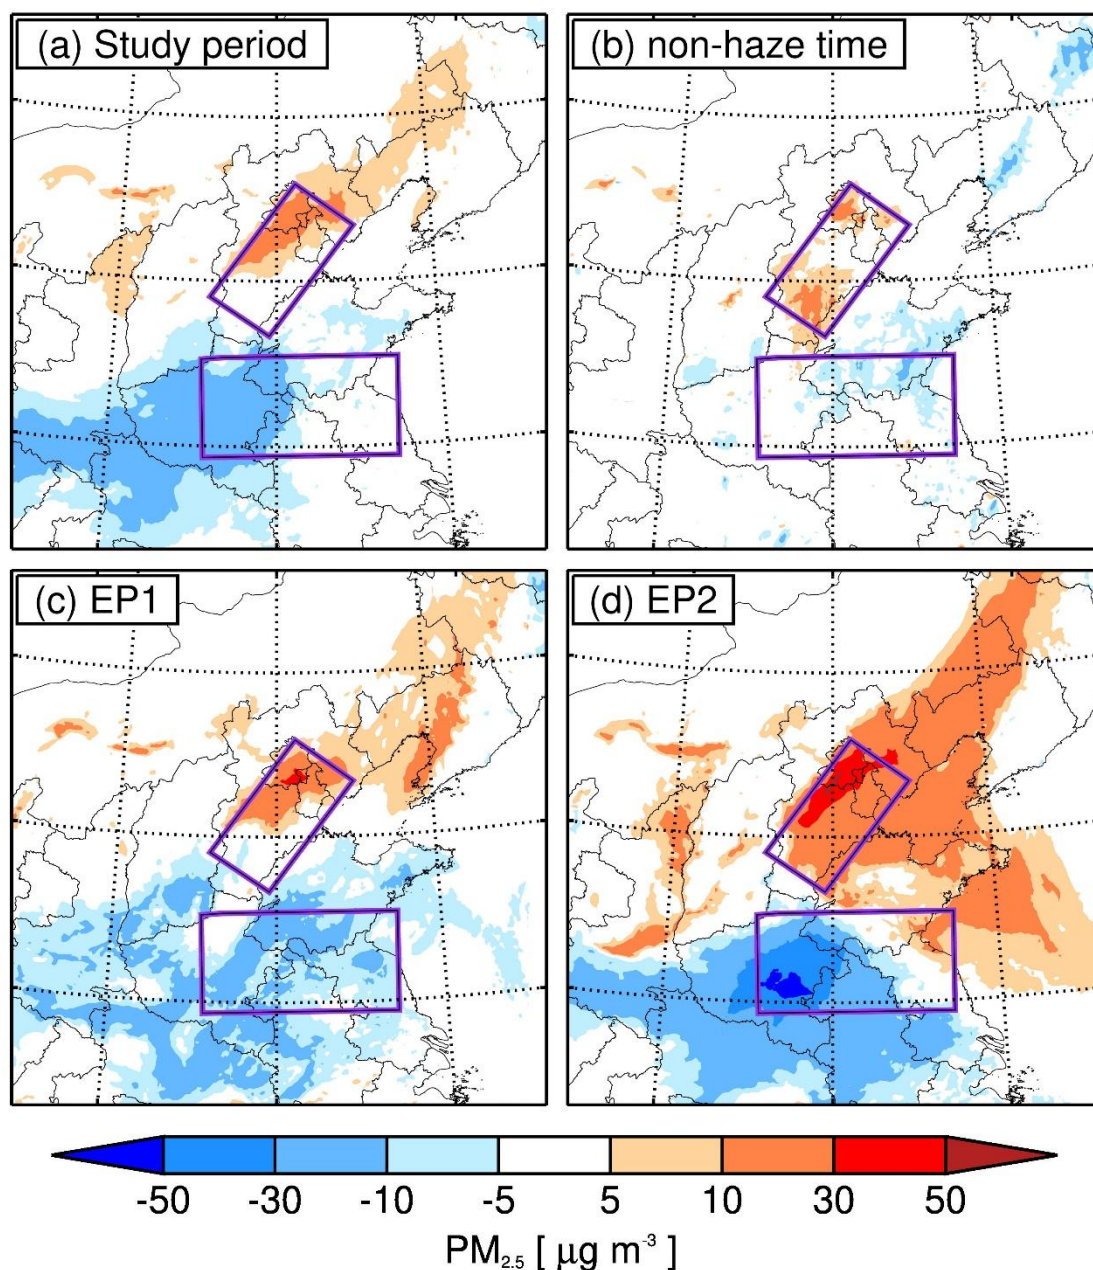 (a) Study period
(b) non-haze time
(c) EP1
(d) EP2
-50 -30 -10 -5 5 10 30 50
PM2.5 [ μg m-3 ]